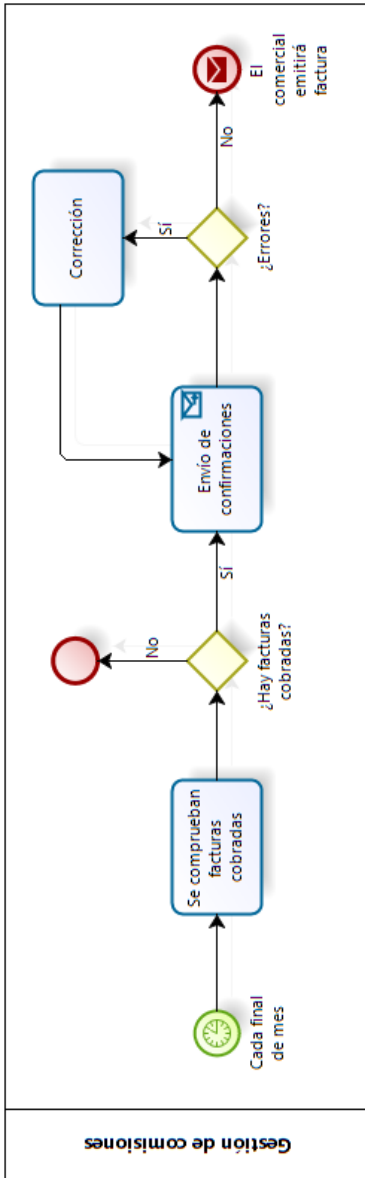 Gestión de comisiones
Cada final
de mes
Se comprueban
facturas
cobradas
¿Hay facturas
cobradas?
No
Sí
Envío de
confirmaciones
Corrección
¿Errores?
Sí
No
El
comercial
emitirá
factura